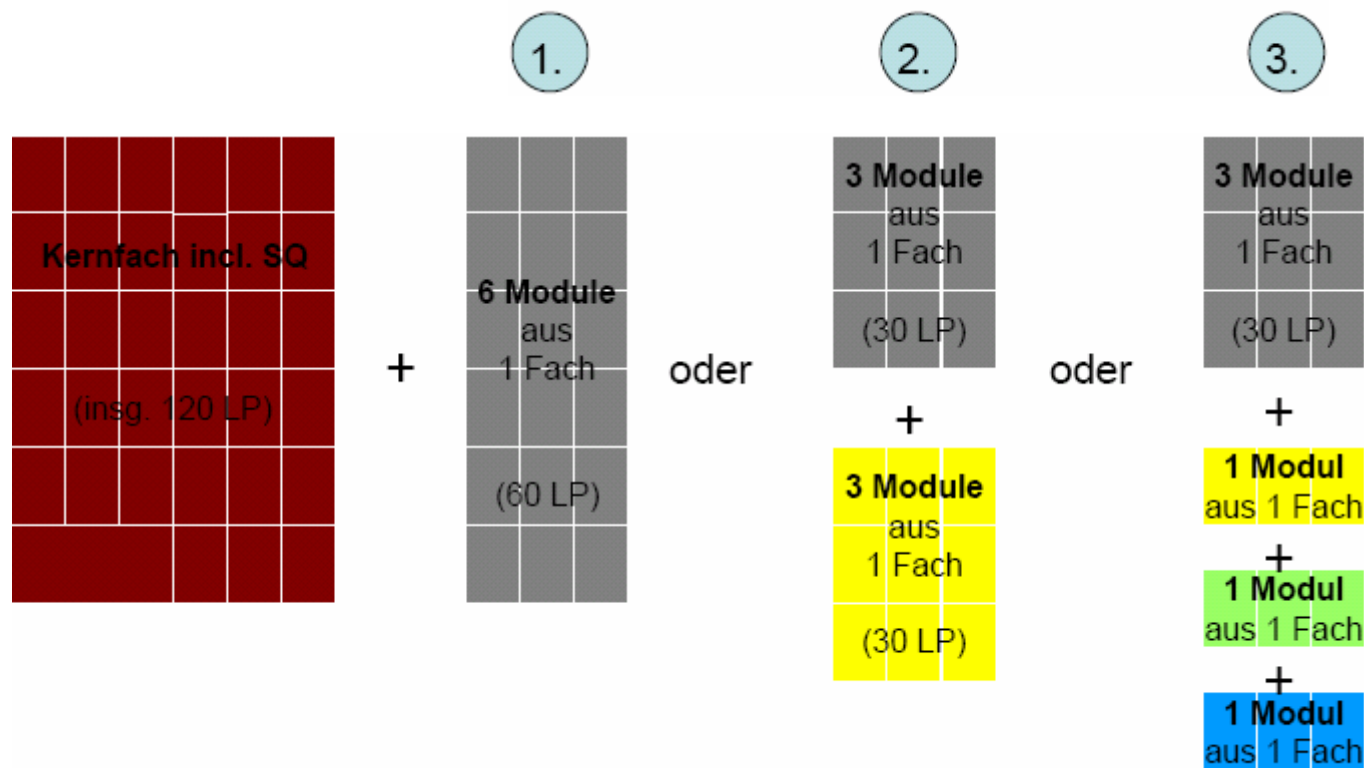 1.
2.
3.
Kernfach incl. SQ
(insg. 120 LP)
+
6 Module
aus
1 Fach
(60 LP)
oder
3 Module
aus
1 Fach
(30 LP)
+
3 Module
aus
1 Fach
(30 LP)
oder
3 Module
aus
1 Fach
(30 LP)
+
1 Modul
aus 1 Fach
+
1 Modul
aus 1 Fach
+
1 Modul
aus 1 Fach